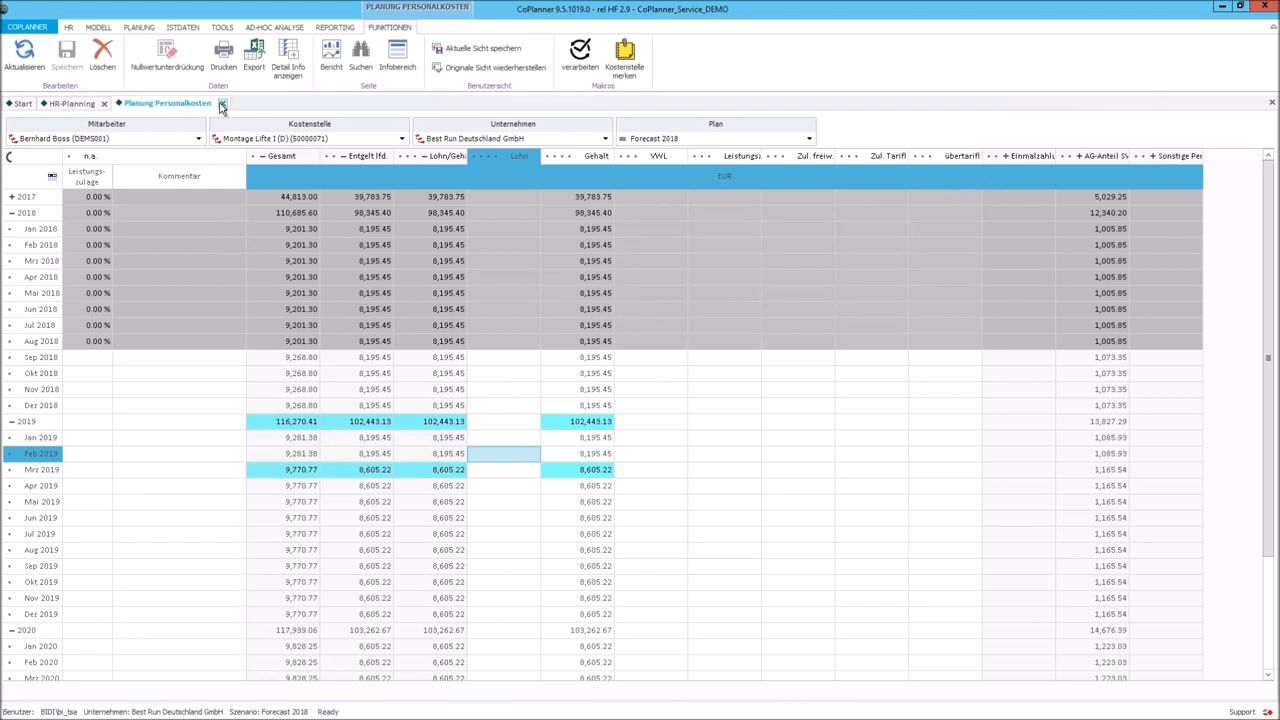 PLANUNG PERSONALKOSTEN
CoPlanner 9.5.1019.0 - rel HF 2.9 - CoPlanner_Service_DEMO
COPLANNER HR MODELL PLANUNG ISTDATEN TOOLS AD-HOC ANALYSE REPORTING FUNKTIONEN
Aktualisieren Speichern Löschen Nullwertunterdrückung Drucken Export Detail Info anzeigen Bericht Suchen Infobereich Aktuelle Sicht speichern Originale Sicht wiederherstellen verarbeiten Kostenstelle merken
Bearbeiten Daten Seite Benutzersicht Makros
Start HR-Planning Planung Personalkosten
Mitarbeiter Kostenstelle Unternehmen Plan
Bernhard Boss (DEMS001) Montage Lifte I (D) (50000071) Best Run Deutschland GmbH Forecast 2018
n.a. Gesamt Entgelt lfd. Lohn/Geha Lohn Gehalt VWL Leistungsz Zul. freiw. Zul. Tarifl übertarifl Einmalzahlu AG-Anteil SV Sonstige Per
Leistungs-zulage Kommentar EUR
2017 0.00 % 44,813.00 39,783.75 39,783.75 39,783.75 5,029.25
2018 0.00 % 110,685.60 98,345.40 98,345.40 98,345.40 12,340.20
Jan 2018 0.00 % 9,201.30 8,195.45 8,195.45 8,195.45 1,005.85
Feb 2018 0.00 % 9,201.30 8,195.45 8,195.45 8,195.45 1,005.85
Mrz 2018 0.00 % 9,201.30 8,195.45 8,195.45 8,195.45 1,005.85
Apr 2018 0.00 % 9,201.30 8,195.45 8,195.45 8,195.45 1,005.85
Mai 2018 0.00 % 9,201.30 8,195.45 8,195.45 8,195.45 1,005.85
Jun 2018 0.00 % 9,201.30 8,195.45 8,195.45 8,195.45 1,005.85
Jul 2018 0.00 % 9,201.30 8,195.45 8,195.45 8,195.45 1,005.85
Aug 2018 0.00 % 9,201.30 8,195.45 8,195.45 8,195.45 1,005.85
Sep 2018 9,268.80 8,195.45 8,195.45 8,195.45 1,073.35
Okt 2018 9,268.80 8,195.45 8,195.45 8,195.45 1,073.35
Nov 2018 9,268.80 8,195.45 8,195.45 8,195.45 1,073.35
Dez 2018 9,268.80 8,195.45 8,195.45 8,195.45 1,073.35
2019 116,270.41 102,443.13 102,443.13 102,443.13 13,827.29
Jan 2019 9,281.38 8,195.45 8,195.45 8,195.45 1,085.93
Feb 2019 9,281.38 8,195.45 8,195.45 8,195.45 1,085.93
Mrz 2019 9,770.77 8,605.22 8,605.22 8,605.22 1,165.54
Apr 2019 9,770.77 8,605.22 8,605.22 8,605.22 1,165.54
Mai 2019 9,770.77 8,605.22 8,605.22 8,605.22 1,165.54
Jun 2019 9,770.77 8,605.22 8,605.22 8,605.22 1,165.54
Jul 2019 9,770.77 8,605.22 8,605.22 8,605.22 1,165.54
Aug 2019 9,770.77 8,605.22 8,605.22 8,605.22 1,165.54
Sep 2019 9,770.77 8,605.22 8,605.22 8,605.22 1,165.54
Okt 2019 9,770.77 8,605.22 8,605.22 8,605.22 1,165.54
Nov 2019 9,770.77 8,605.22 8,605.22 8,605.22 1,165.54
Dez 2019 9,770.77 8,605.22 8,605.22 8,605.22 1,165.54
2020 117,939.06 103,262.67 103,262.67 103,262.67 14,676.39
Jan 2020 9,828.25 8,605.22 8,605.22 8,605.22 1,223.03
Feb 2020 9,828.25 8,605.22 8,605.22 8,605.22 1,223.03
Mrz 2020 9,828.25 8,605.22 8,605.22 8,605.22 1,223.03
Benutzer: BIDI\bi_tsa Unternehmen: Best Run Deutschland GmbH Szenario: Forecast 2018 Ready Support